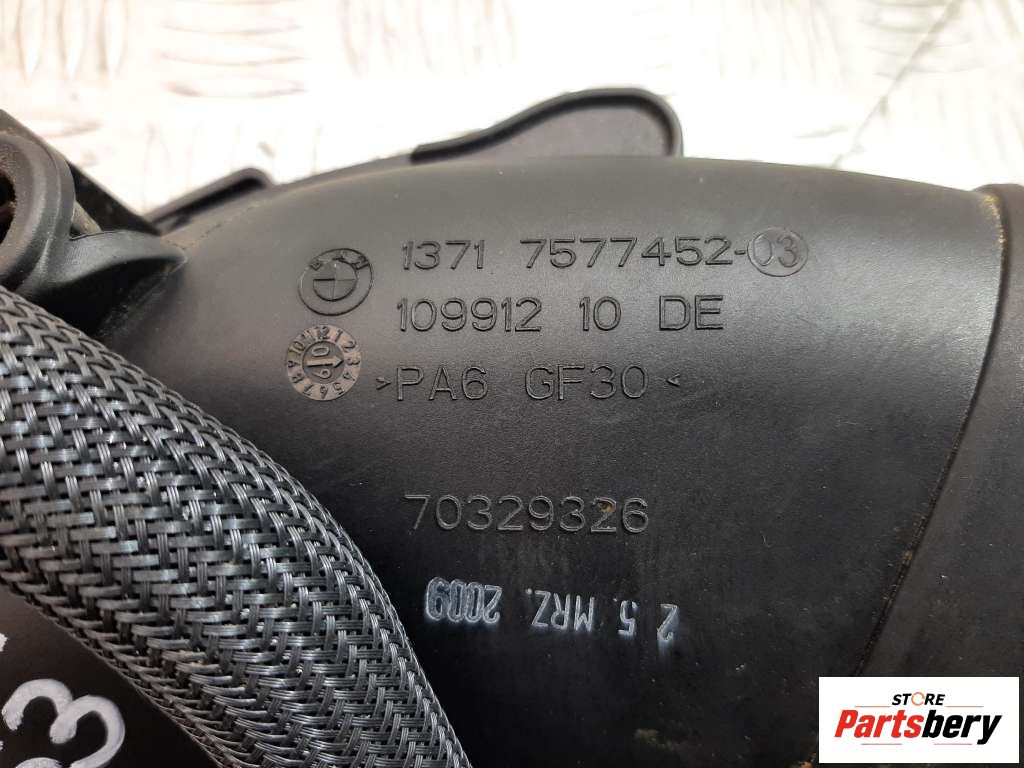 1371 7577452-03
109912 10 DE
>PA6 GF30<
70329326
25. MRZ. 2009
STORE
Partsbery